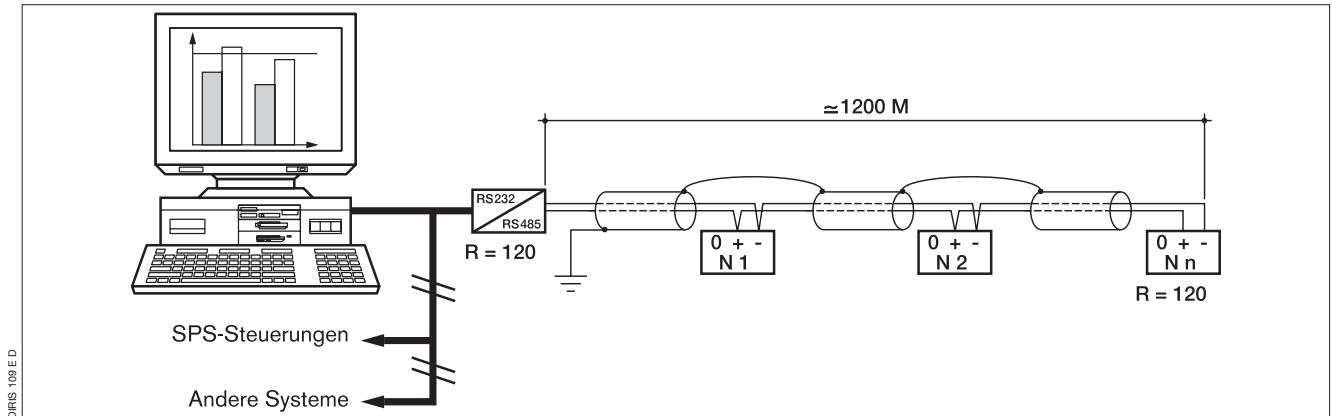 ≃1200 M
RS232
RS485
R = 120
0 + -
N 1
0 + -
N 2
0 + -
N n
R = 120
SPS-Steuerungen
Andere Systeme
DIRIS 109 E D